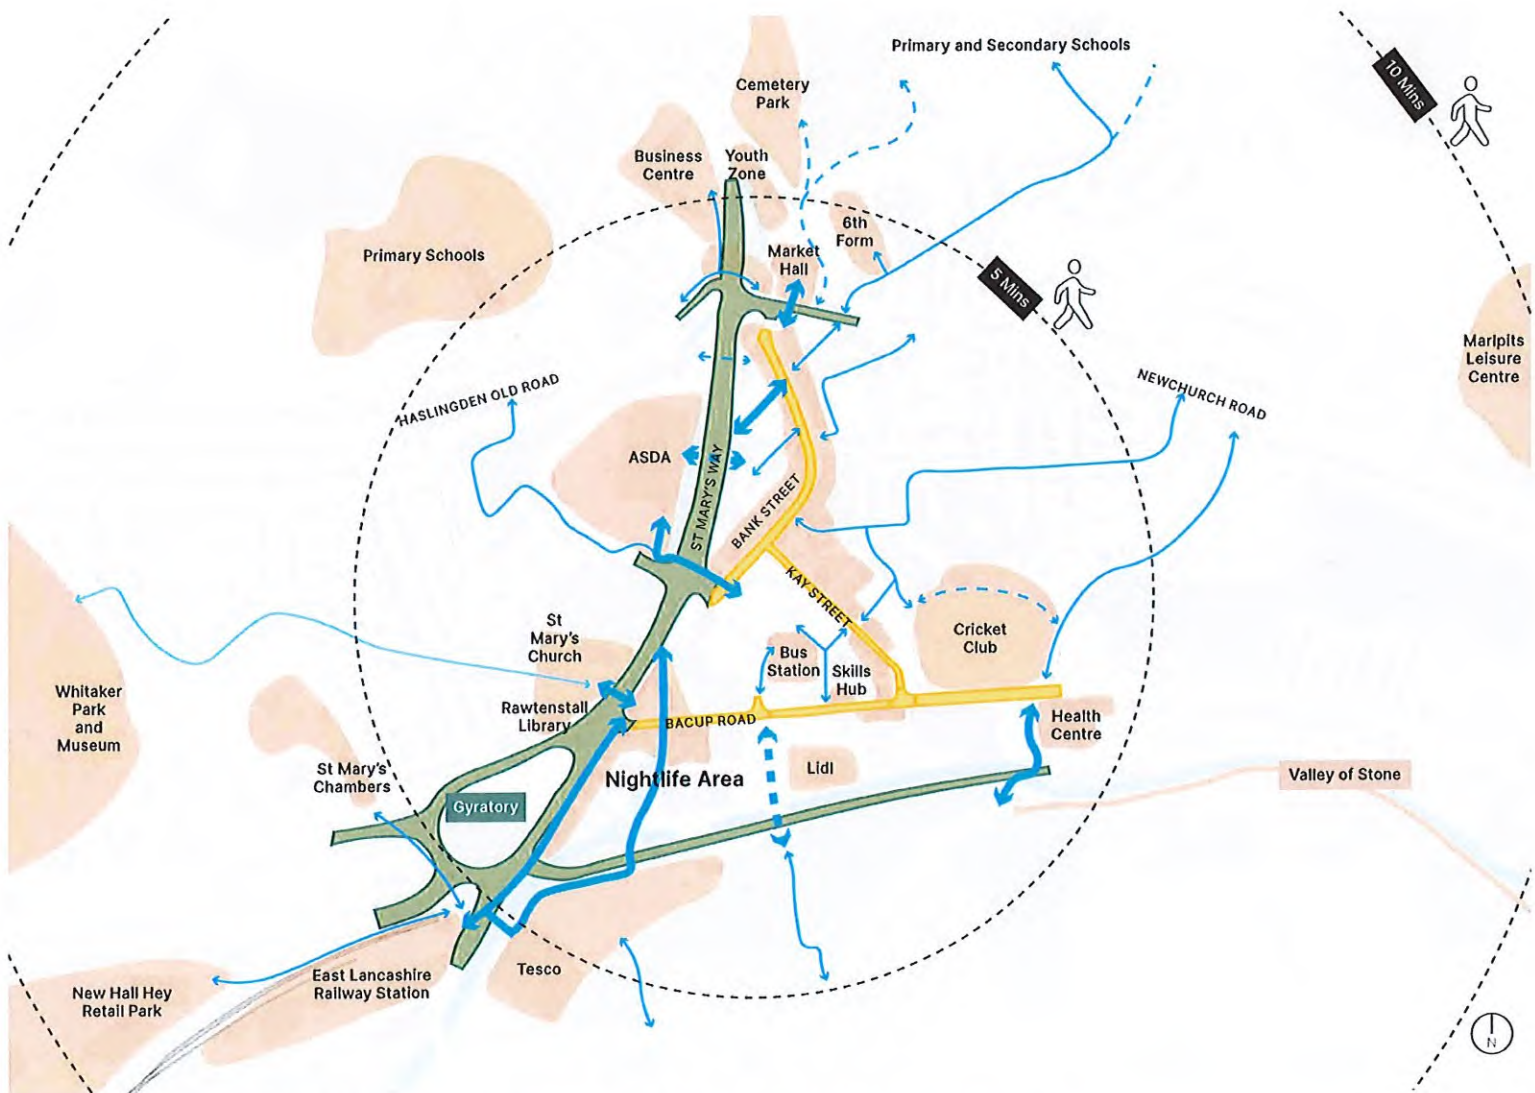 Primary and Secondary Schools
10 Mins
Cemetery
Park
Business
Centre
Youth
Zone
6th
Form
Primary Schools
Market
Hall
5 Mins
Marlpits
Leisure
Centre
HASLINGDEN OLD ROAD
NEWCHURCH ROAD
ASDA
ST MARY'S WAY
BANK STREET
KAY STREET
St
Mary's
Church
Cricket
Club
Bus
Station
Skills
Hub
Whitaker
Park
and
Museum
Rawtenstall
Library
BACUP ROAD
Health
Centre
St Mary's
Chambers
Nightlife Area
Lidl
Valley of Stone
Gyratory
East Lancashire
Railway Station
Tesco
New Hall Hey
Retail Park
N